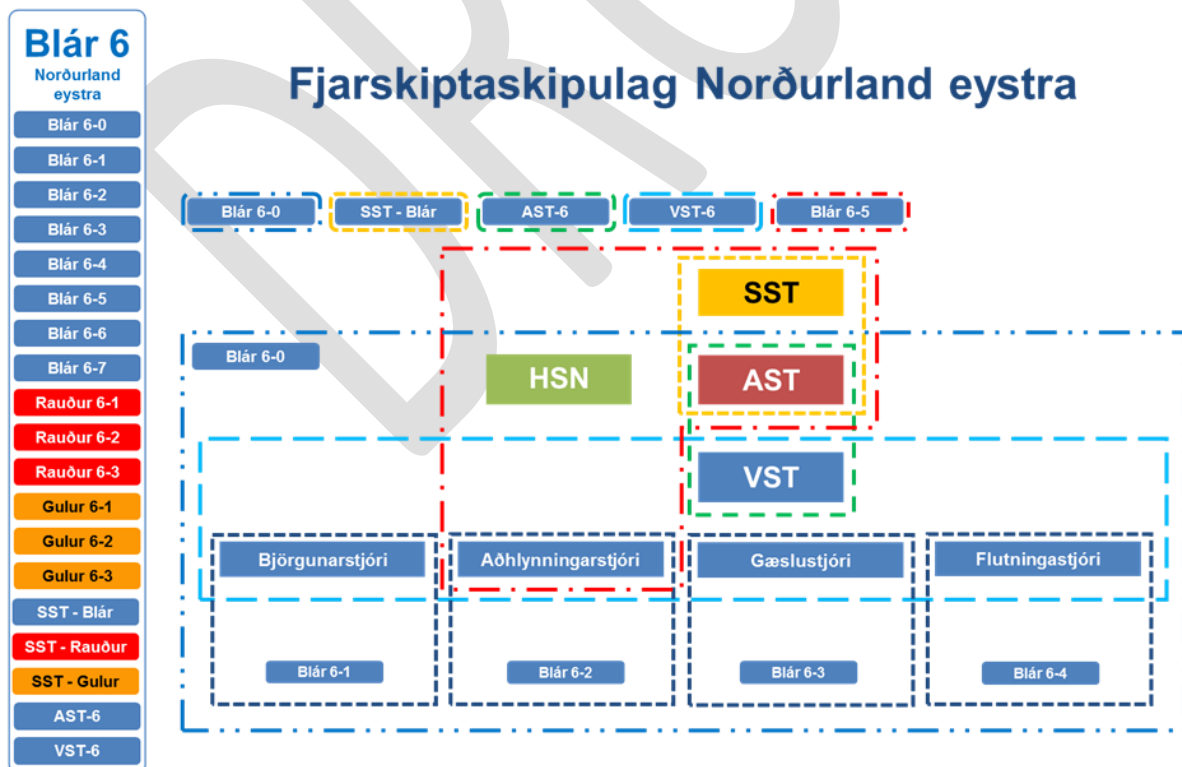 Blár 6
Norðurland
eystra
Blár 6-0
Blár 6-1
Blár 6-2
Blár 6-3
Blár 6-4
Blár 6-5
Blár 6-6
Blár 6-7
Rauður 6-1
Rauður 6-2
Rauður 6-3
Gulur 6-1
Gulur 6-2
Gulur 6-3
SST - Blár
SST - Rauður
SST - Gulur
AST-6
VST-6
Fjarskiptaskipulag Norðurland eystra
Blár 6-0 SST - Blár AST-6 VST-6 Blár 6-5
SST
Blár 6-0
HSN AST
VST
Björgunarstjóri Aðhlynningarstjóri Gæslustjóri Flutningastjóri
Blár 6-1 Blár 6-2 Blár 6-3 Blár 6-4